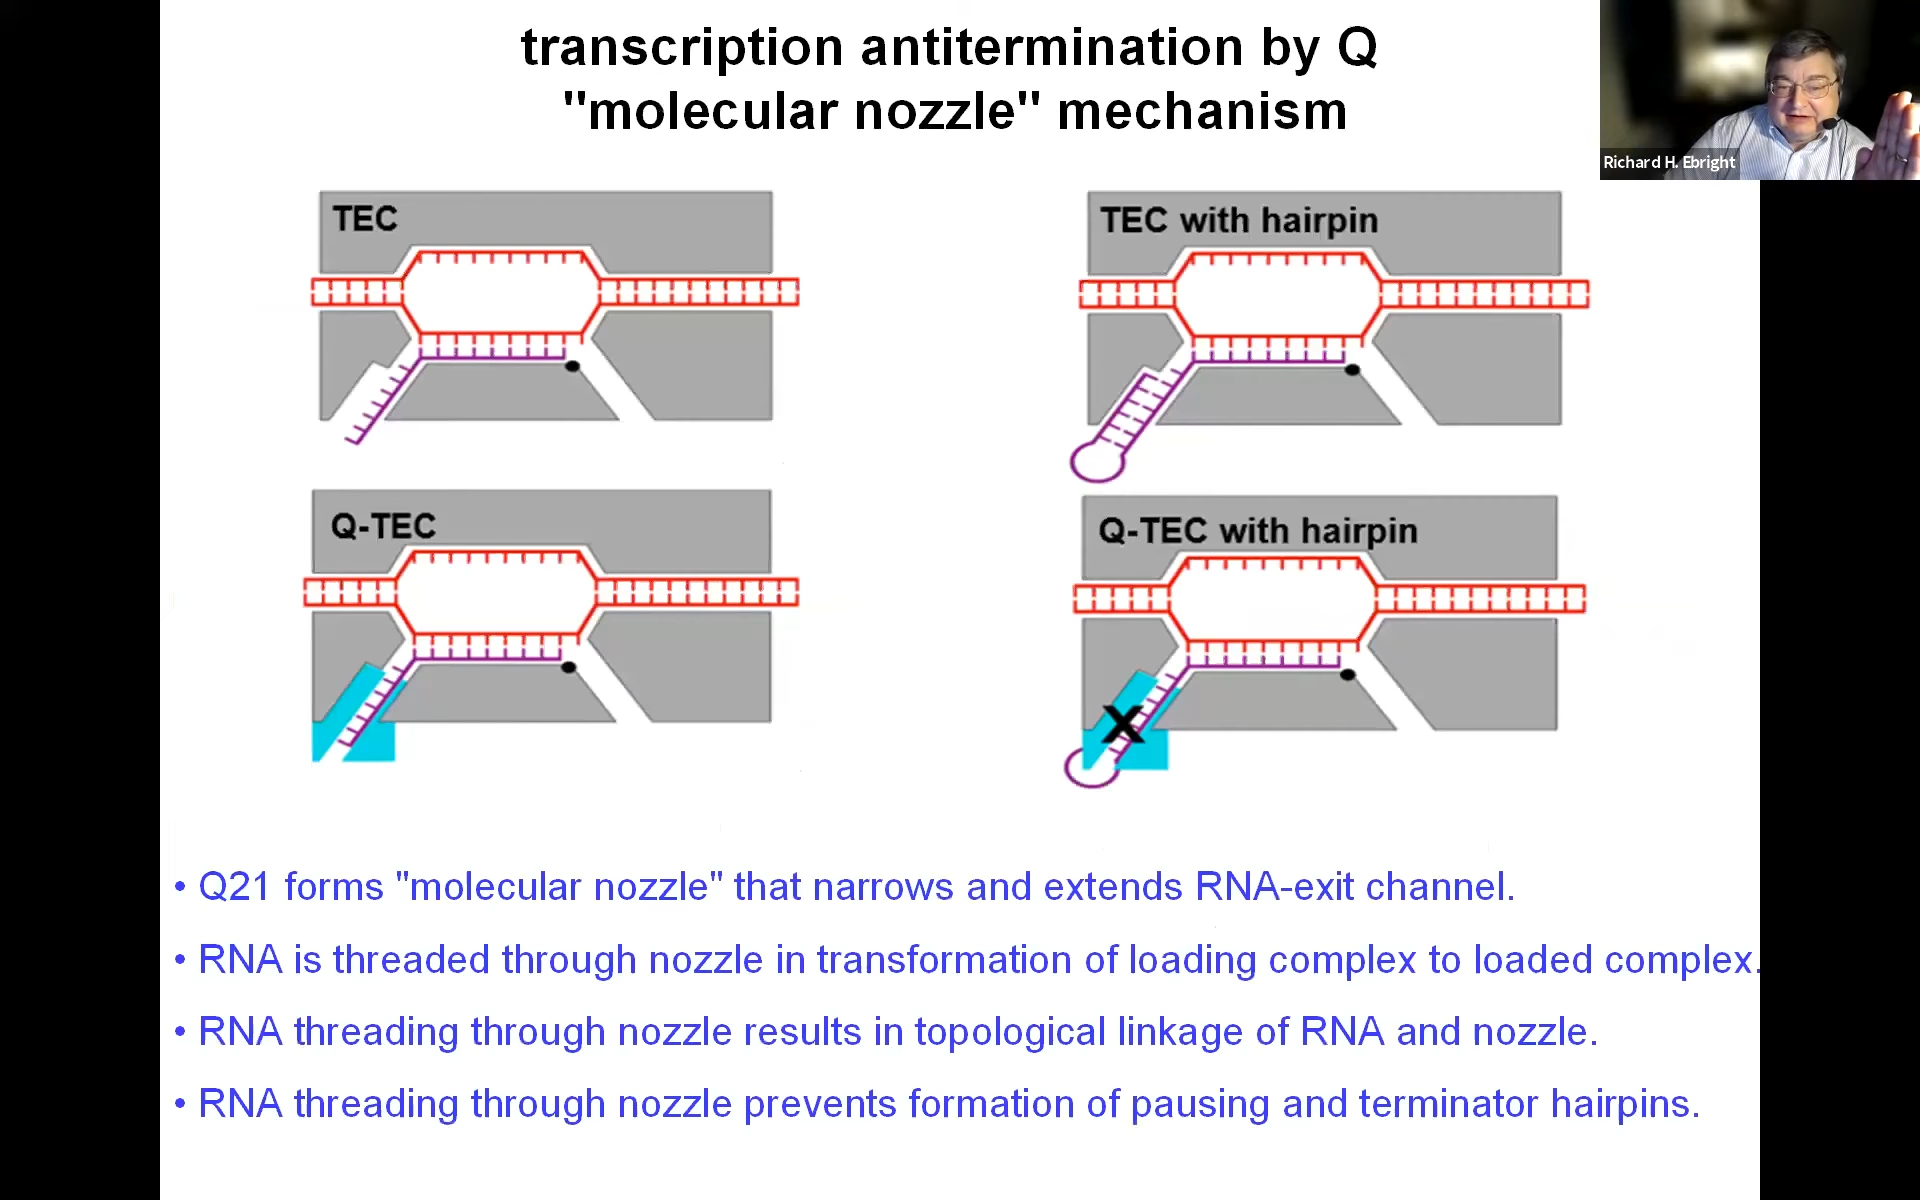 transcription antitermination by Q
"molecular nozzle" mechanism
Richard H. Ebright
TEC
TEC with hairpin
Q-TEC
Q-TEC with hairpin
X
• Q21 forms "molecular nozzle" that narrows and extends RNA-exit channel.
• RNA is threaded through nozzle in transformation of loading complex to loaded complex.
• RNA threading through nozzle results in topological linkage of RNA and nozzle.
• RNA threading through nozzle prevents formation of pausing and terminator hairpins.